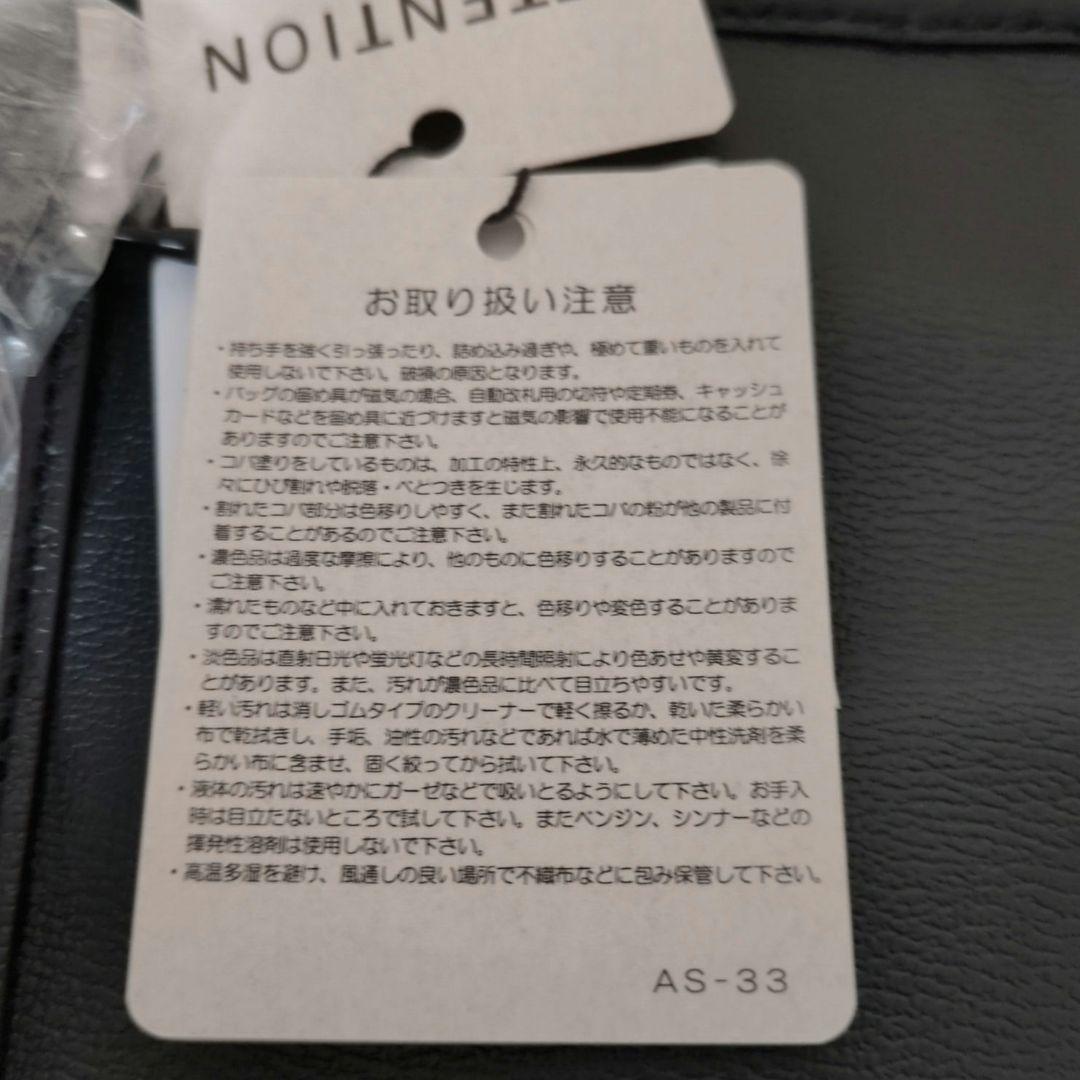 TENTION
お取り扱い注意
・持ち手を強く引っ張ったり、詰め込み過ぎや、極めて重いものを入れて
使用しないで下さい。破損の原因となります。
・バッグの留め具が磁気の場合、自動改札用の切符や定期券、キャッシュ
カードなどを留め具に近づけますと磁気の影響で使用不能になることが
ありますのでご注意下さい。
・コバ塗りをしているものは、加工の特性上、永久的なものではなく、徐
々にひび割れや脱落・べとつきを生じます。
・割れたコバ部分は色移りしやすく、また割れたコバの粉が他の製品に付
着することがあるのでご注意下さい。
・濃色品は過度な摩擦により、他のものに色移りすることがありますので
ご注意下さい。
・濡れたものなど中に入れておきますと、色移りや変色することがありま
すのでご注意下さい。
・淡色品は直射日光や蛍光灯などの長時間照射により色あせや黄変するこ
とがあります。また、汚れが濃色品に比べて目立ちやすいです。
・軽い汚れは消しゴムタイプのクリーナーで軽く擦るか、乾いた柔らかい
布で乾拭きし、手垢、油性の汚れなどであれば水で薄めた中性洗剤を柔
らかい布に含ませ、固く絞ってから拭いて下さい。
・液体の汚れは速やかにガーゼなどで吸いとるようにして下さい。お手入
時は目立たないところで試して下さい。またベンジン、シンナーなどの
揮発性溶剤は使用しないで下さい。
・高温多湿を避け、風通しの良い場所で不織布などに包み保管して下さい。
AS-33